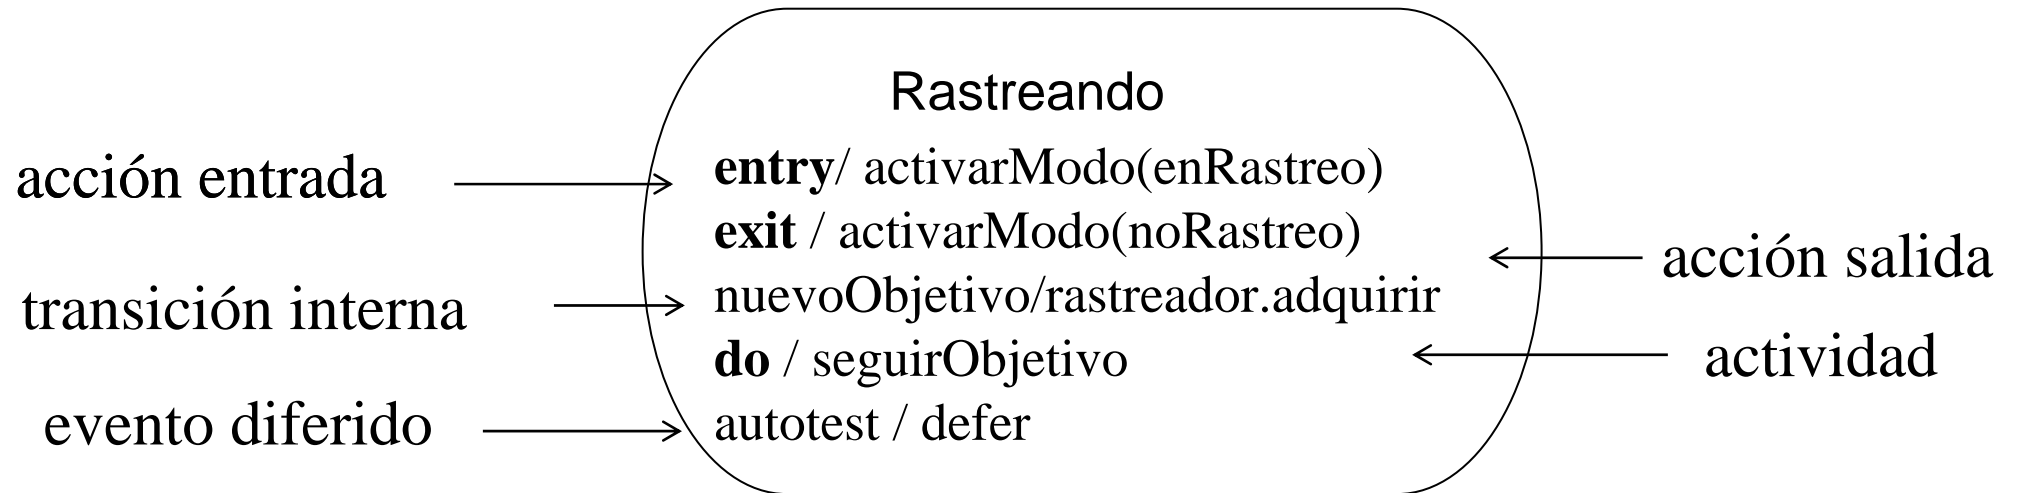 Rastreando
acción entrada
entry/ activarModo(enRastreo)
exit / activarModo(noRastreo)
acción salida
transición interna
nuevoObjetivo/rastreador.adquirir
do / seguirObjetivo
actividad
evento diferido
autotest / defer